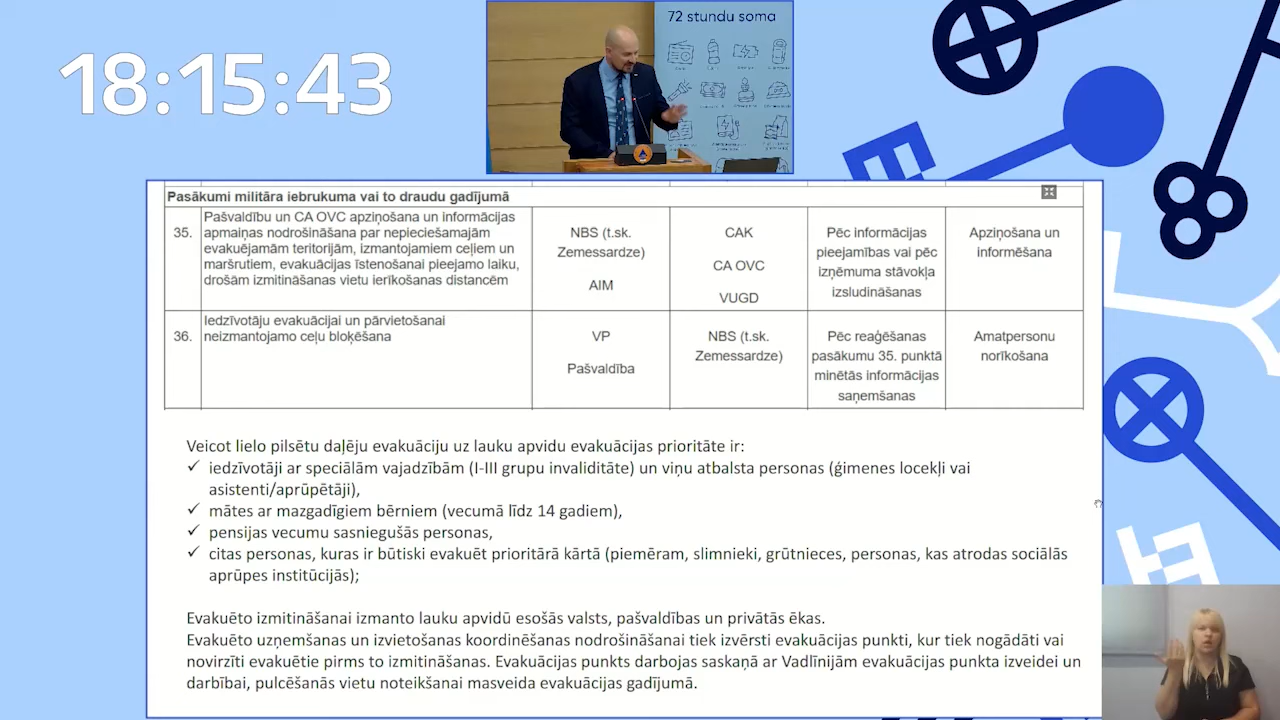 18:15:43
72 stundu soma
Pasākumi militāra iebrukuma vai to draudu gadījumā
35.
Pašvaldību un CA OVC apziņošana un informācijas
apmaiņas nodrošināšana par nepieciešamajām
evakuējamām teritorijām, izmantojamiem ceļiem un
maršrutiem, evakuācijas īstenošanai pieejamo laiku,
drošām izmitināšanas vietu ierīkošanas distancēm
NBS (t.sk.
Zemessardze)
AIM
CAK
CA OVC
VUGD
Pēc informācijas
pieejamības vai pēc
izņēmuma stāvokļa
izsludināšanas
Apziņošana un
informēšana
36.
Iedzīvotāju evakuācijai un pārvietošanai
neizmantojamo ceļu bloķēšana
VP
Pašvaldība
NBS (t.sk.
Zemessardze)
Pēc reaģēšanas
pasākumu 35. punktā
minētās informācijas
saņemšanas
Amatpersonu
norīkošana
Veicot lielo pilsētu daļēju evakuāciju uz lauku apvidu evakuācijas prioritāte ir:
✓ iedzīvotāji ar speciālām vajadzībām (I-III grupu invaliditāte) un viņu atbalsta personas (ģimenes locekļi vai
asistenti/aprūpētāji),
✓ mātes ar mazgadīgiem bērniem (vecumā līdz 14 gadiem),
✓ pensijas vecumu sasniegušās personas,
✓ citas personas, kuras ir būtiski evakuēt prioritārā kārtā (piemēram, slimnieki, grūtnieces, personas, kas atrodas sociālās
aprūpes institūcijās);
Evakuēto izmitināšanai izmanto lauku apvidū esošās valsts, pašvaldības un privātās ēkas.
Evakuēto uzņemšanas un izvietošanas koordinēšanas nodrošināšanai tiek izvērsti evakuācijas punkti, kur tiek nogādāti vai
novirzīti evakuētie pirms to izmitināšanas. Evakuācijas punkts darbojas saskaņā ar Vadlīnijām evakuācijas punkta izveidei un
darbībai, pulcēšanās vietu noteikšanai masveida evakuācijas gadījumā.